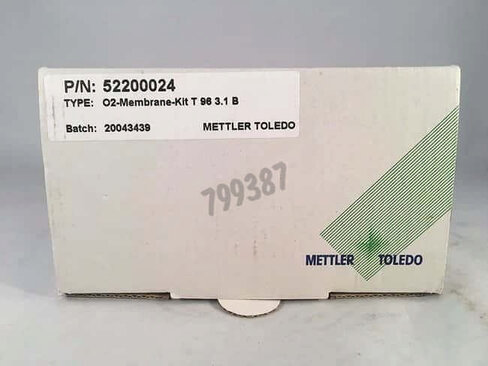 P/N: 52200024
TYPE: O2-Membrane-Kit T 96 3.1 B
Batch: 20043439 METTLER TOLEDO
799387
METTLER TOLEDO